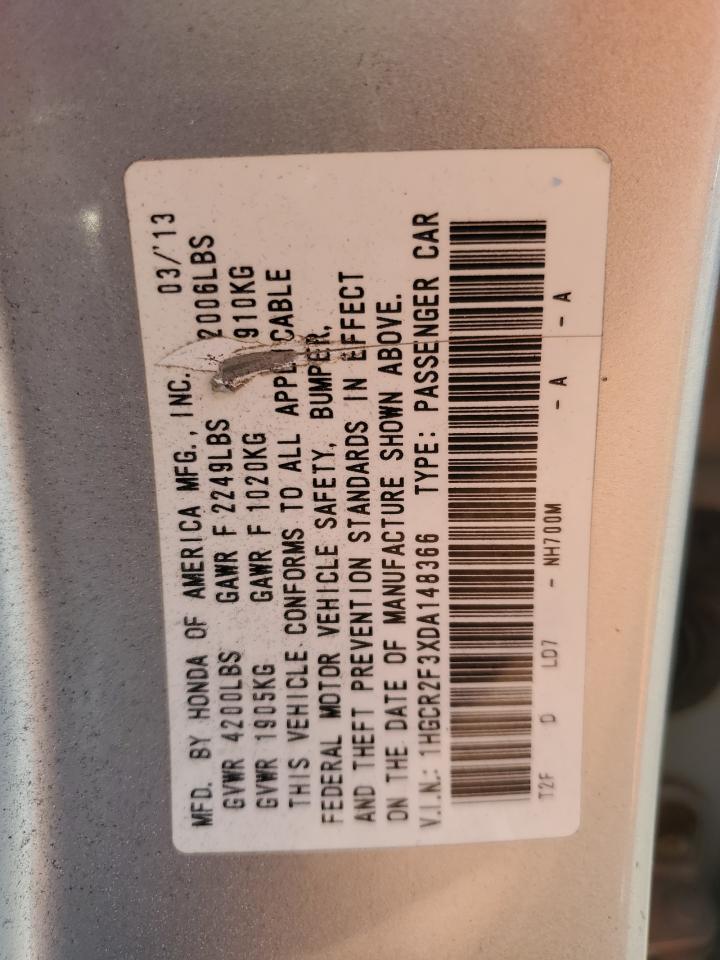 MFD. BY HONDA OF AMERICA MFG., INC. 03/'13
GVWR 4200LBS GAWR F 2249LBS 2006LBS
GVWR 1905KG GAWR F 1020KG 910KG
THIS VEHICLE CONFORMS TO ALL APPLICABLE
FEDERAL MOTOR VEHICLE SAFETY, BUMPER,
AND THEFT PREVENTION STANDARDS IN EFFECT
ON THE DATE OF MANUFACTURE SHOWN ABOVE.
V.I.N.: 1HGCR2F3XDA148366 TYPE: PASSENGER CAR
T2F D LD7 - NH700M - A - A